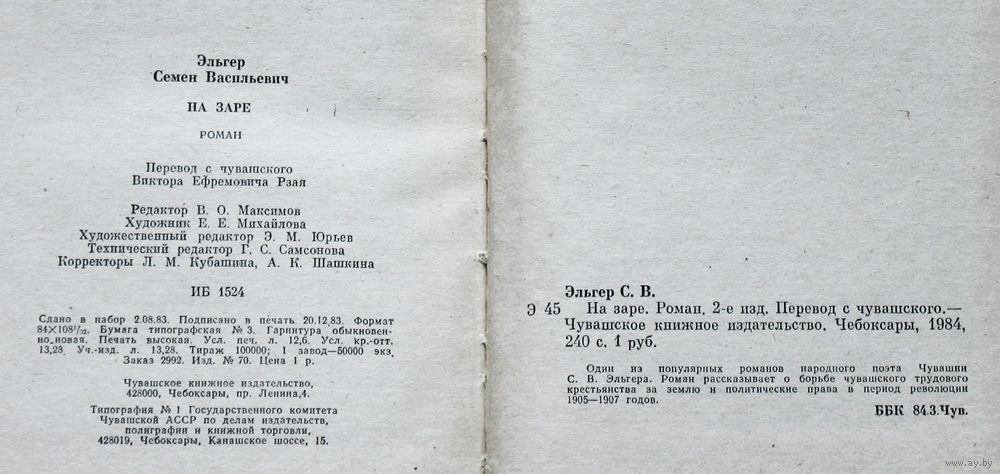 Эльгер
Семен Васильевич
НА ЗАРЕ
РОМАН
Перевод с чувашского
Виктора Ефремовича Рзая
Редактор В. О. Максимов
Художник Е. Е. Михайлова
Художественный редактор Э. М. Юрьев
Технический редактор Г. С. Самсонова
Корректоры Л. М. Кубашина, А. К. Шашкина
ИБ 1524
Сдано в набор 2.08.83. Подписано в печать 20.12.83. Формат
84×108¹/₃₂. Бумага типографская № 3. Гарнитура обыкновен-
но-новая. Печать высокая. Усл. печ. л. 12,6. Усл. кр.-отт.
13,28. Уч.-изд. л. 13,28. Тираж 100000; 1 завод—50000 экз.
Заказ 2992. Изд. № 70. Цена 1 р.
Чувашское книжное издательство,
428000, Чебоксары, пр. Ленина,4.
Типография № 1 Государственного комитета
Чувашской АССР по делам издательств,
полиграфии и книжной торговли,
428019, Чебоксары, Канашское шоссе, 15.
Эльгер С. В.
Э 45 На заре. Роман. 2-е изд. Перевод с чувашского.—
Чувашское книжное издательство. Чебоксары, 1984,
240 с. 1 руб.
Один из популярных романов народного поэта Чувашии
С. В. Эльгера. Роман рассказывает о борьбе чувашского трудового
крестьянства за землю и политические права в период революции
1905—1907 годов.
ББК 84.3.Чув.
www.ay.by